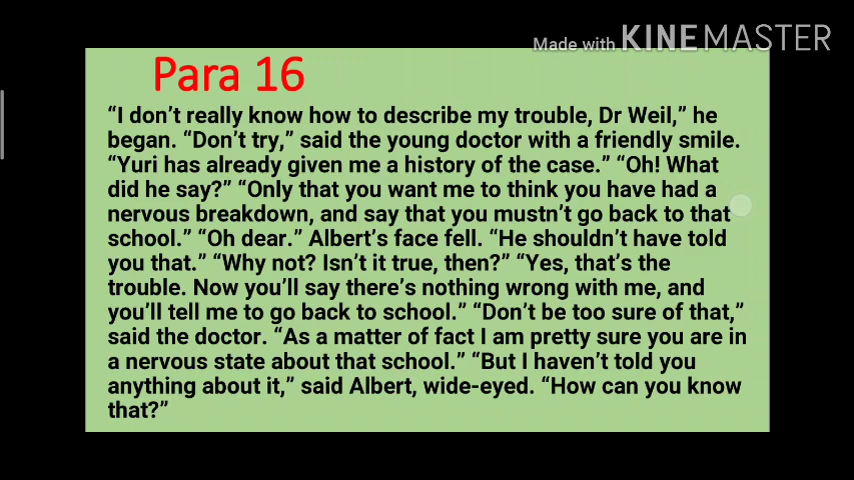 Made with KINEMASTER
Para 16
“I don’t really know how to describe my trouble, Dr Weil,” he
began. “Don’t try,” said the young doctor with a friendly smile.
“Yuri has already given me a history of the case.” “Oh! What
did he say?” “Only that you want me to think you have had a
nervous breakdown, and say that you mustn’t go back to that
school.” “Oh dear.” Albert’s face fell. “He shouldn’t have told
you that.” “Why not? Isn’t it true, then?” “Yes, that’s the
trouble. Now you’ll say there’s nothing wrong with me, and
you’ll tell me to go back to school.” “Don’t be too sure of that,”
said the doctor. “As a matter of fact I am pretty sure you are in
a nervous state about that school.” “But I haven’t told you
anything about it,” said Albert, wide-eyed. “How can you know
that?”